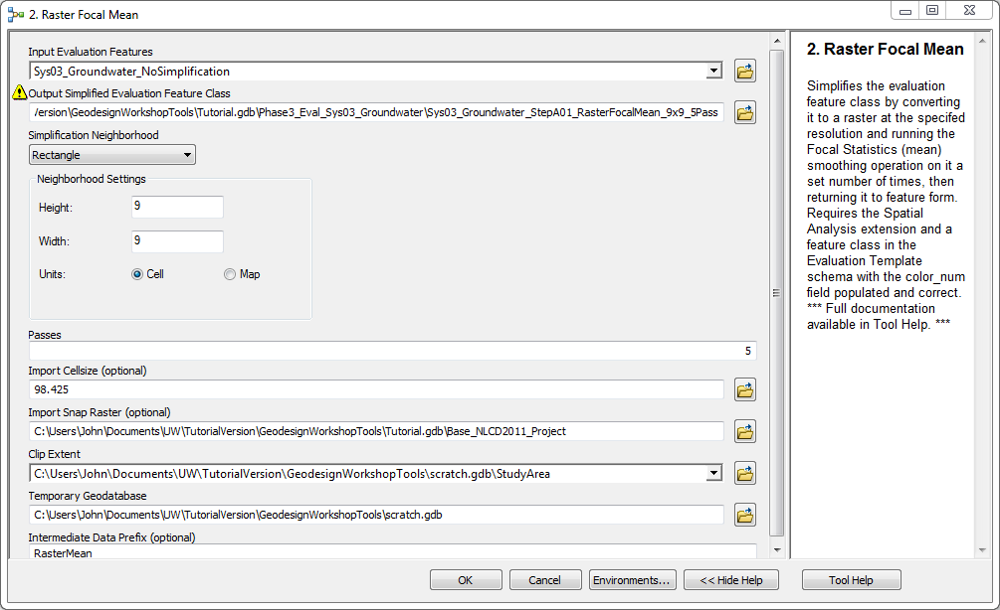 2. Raster Focal Mean
Input Evaluation Features
Sys03_Groundwater_NoSimplification
Output Simplified Evaluation Feature Class
/ersion\GeodesignWorkshopTools\Tutorial.gdb\Phase3_Eval_Sys03_Groundwater\Sys03_Groundwater_StepA01_RasterFocalMean_9x9_5Pass
Simplification Neighborhood
Rectangle
Neighborhood Settings
Height:
9
Width:
9
Units:
Cell
Map
Passes
5
Import Cellsize (optional)
98.425
Import Snap Raster (optional)
C:\Users\John\Documents\UW\TutorialVersion\GeodesignWorkshopTools\Tutorial.gdb\Base_NLCD2011_Project
Clip Extent
C:\Users\John\Documents\UW\TutorialVersion\GeodesignWorkshopTools\scratch.gdb\StudyArea
Temporary Geodatabase
C:\Users\John\Documents\UW\TutorialVersion\GeodesignWorkshopTools\scratch.gdb
Intermediate Data Prefix (optional)
RasterMean
2. Raster Focal Mean
Simplifies the evaluation
feature class by converting
it to a raster at the specifed
resolution and running the
Focal Statistics (mean)
smoothing operation on it a
set number of times, then
returning it to feature form.
Requires the Spatial
Analysis extension and a
feature class in the
Evaluation Template
schema with the color_num
field populated and correct.
*** Full documentation
available in Tool Help. ***
OK
Cancel
Environments...
<< Hide Help
Tool Help